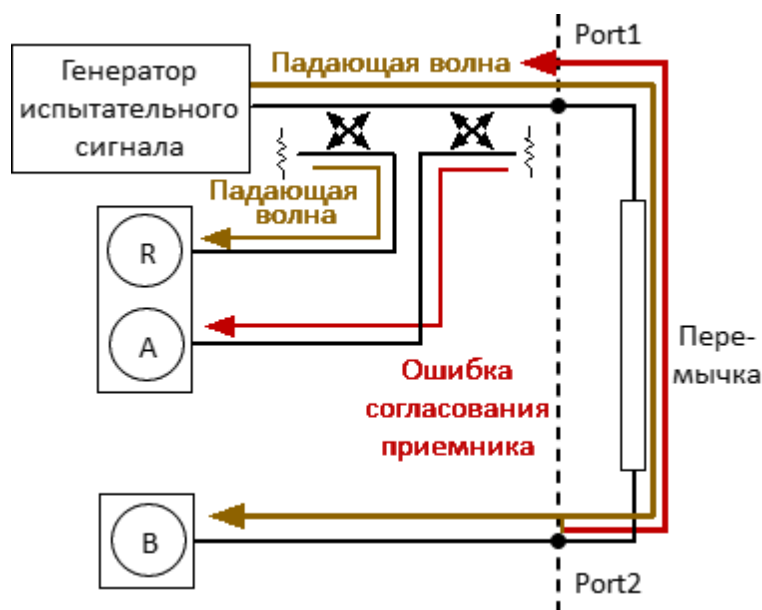 Port1
Генератор
испытательного
сигнала
Падающая волна
Падающая
волна
R
A
Ошибка
согласования
приемника
Пере-
мычка
B
Port2